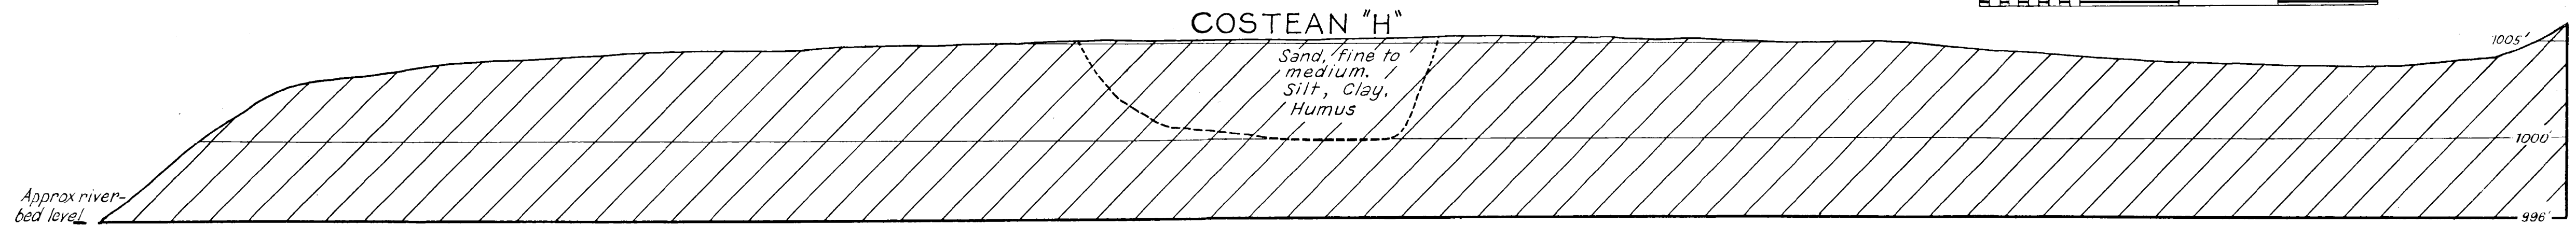 COSTEAN "H"
1005'
Sand, fine to
medium.
Silt, Clay,
Humus
1000'
Approx river-
bed level
996'